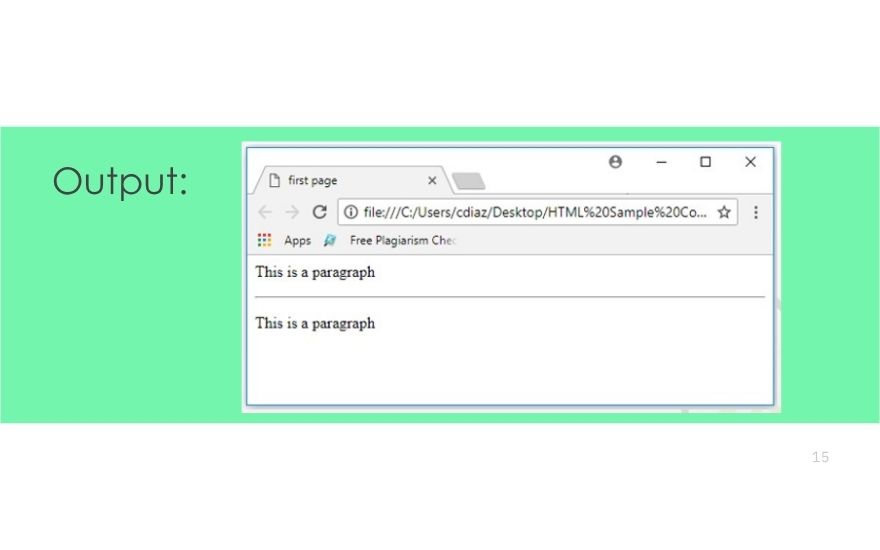 Output:
first page
file:///C:/Users/cdiaz/Desktop/HTML%20Sample%20Co...
Apps Free Plagiarism Chec
This is a paragraph
This is a paragraph
15